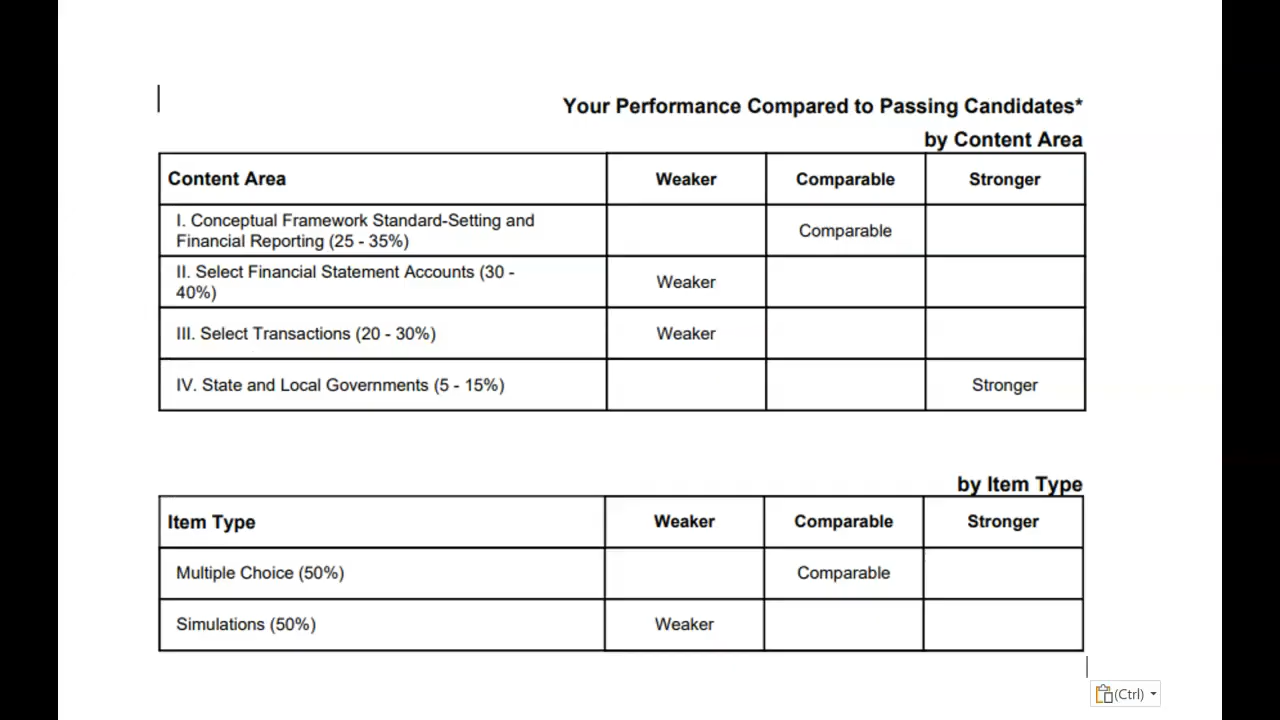 Your Performance Compared to Passing Candidates*
by Content Area
Content Area Weaker Comparable Stronger
I. Conceptual Framework Standard-Setting and
Financial Reporting (25 - 35%) Comparable
II. Select Financial Statement Accounts (30 -
40%) Weaker
III. Select Transactions (20 - 30%) Weaker
IV. State and Local Governments (5 - 15%) Stronger
by Item Type
Item Type Weaker Comparable Stronger
Multiple Choice (50%) Comparable
Simulations (50%) Weaker
(Ctrl)